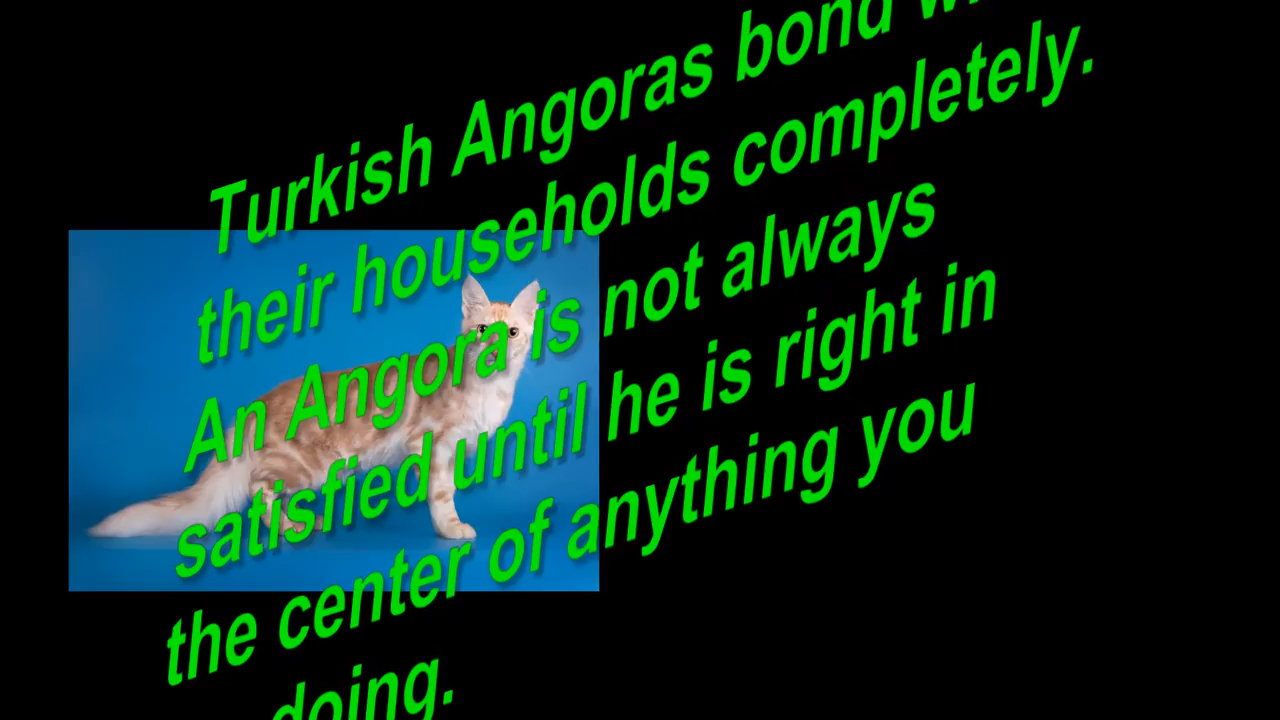 Turkish Angoras bond
their households completely.
An Angora is not always
satisfied until he is right in
the center of anything you
doing.